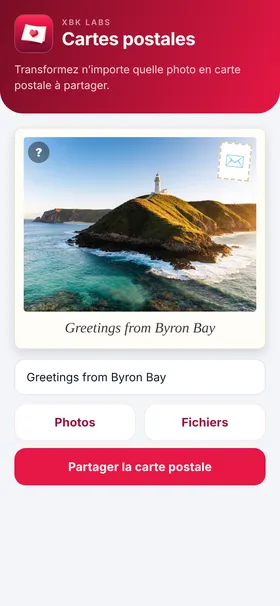 XBK LABS
Cartes postales
Transformez n'importe quelle photo en carte
postale à partager.
?
Greetings from Byron Bay
Greetings from Byron Bay
Photos
Fichiers
Partager la carte postale